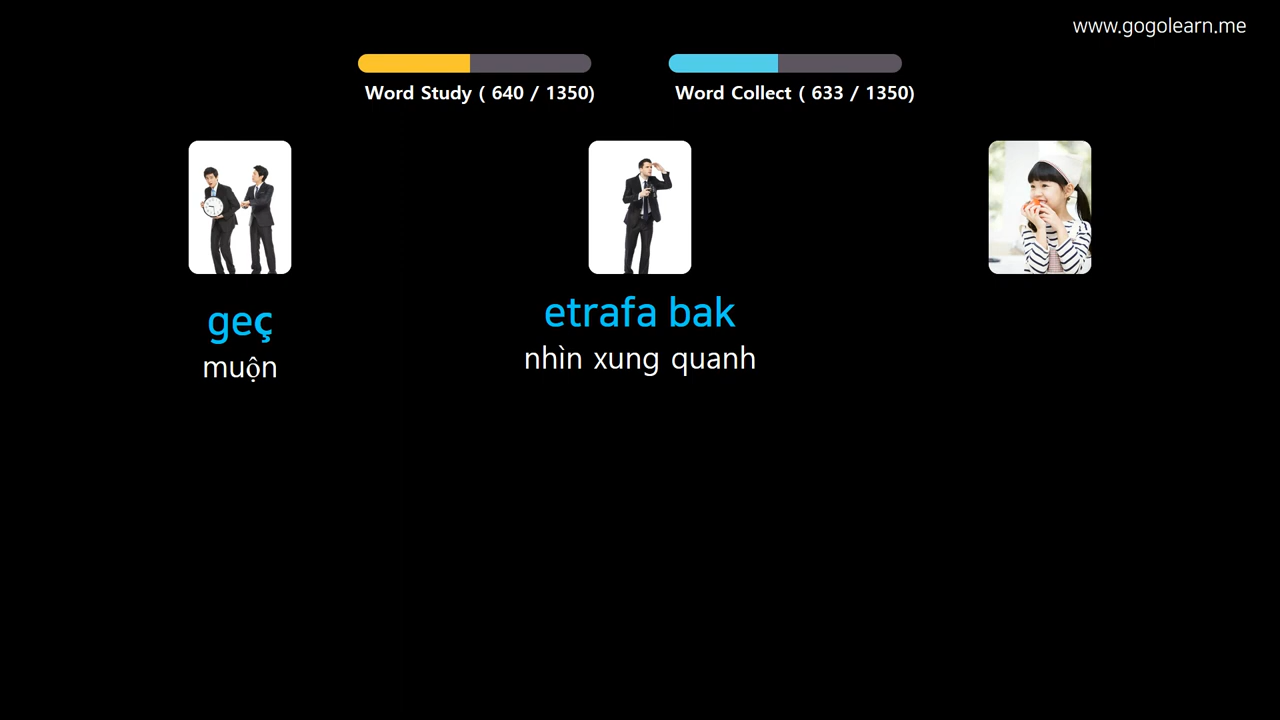 www.gogolearn.me
Word Study ( 640 / 1350)
Word Collect ( 633 / 1350)
geç
muộn
etrafa bak
nhìn xung quanh